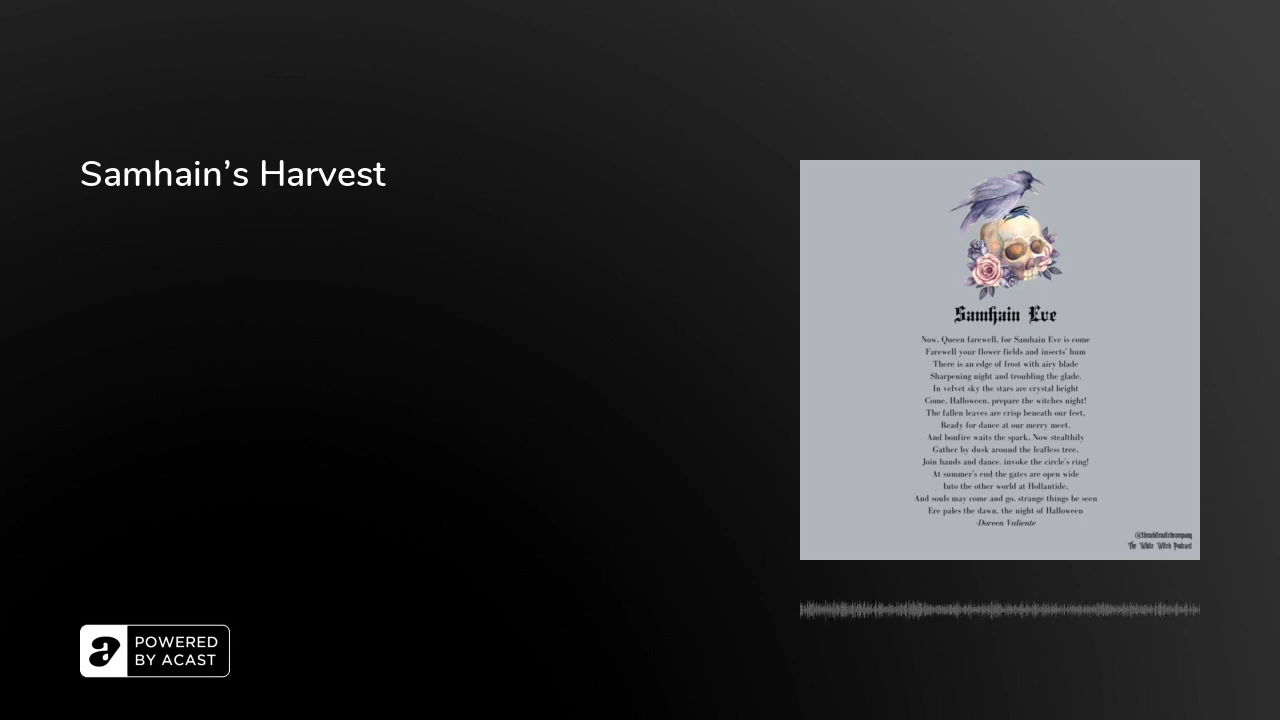 Samhain’s Harvest
Samhain Eve
Now, Queen farewell, for Samhain Eve is come
Farewell your flower fields and insects' hum
There is an edge of frost with airy blade
Sharpening night and troubling the glade.
In velvet sky the stars are crystal bright
Come, Halloween, prepare the witches night!
The fallen leaves are crisp beneath our feet,
Ready for dance at our merry meet.
And bonfire waits the spark. Now stealthily
Gather by dusk around the leafless tree,
Join hands and dance, invoke the circle's ring!
At summer's end the gates are open wide
Into the other world at Hollantide,
And souls may come and go, strange things be seen
Ere pales the dawn, the night of Halloween
-Doreen Valiente
@thewhitewitchcompany
The White Witch Podcast
a
POWERED
BY ACAST